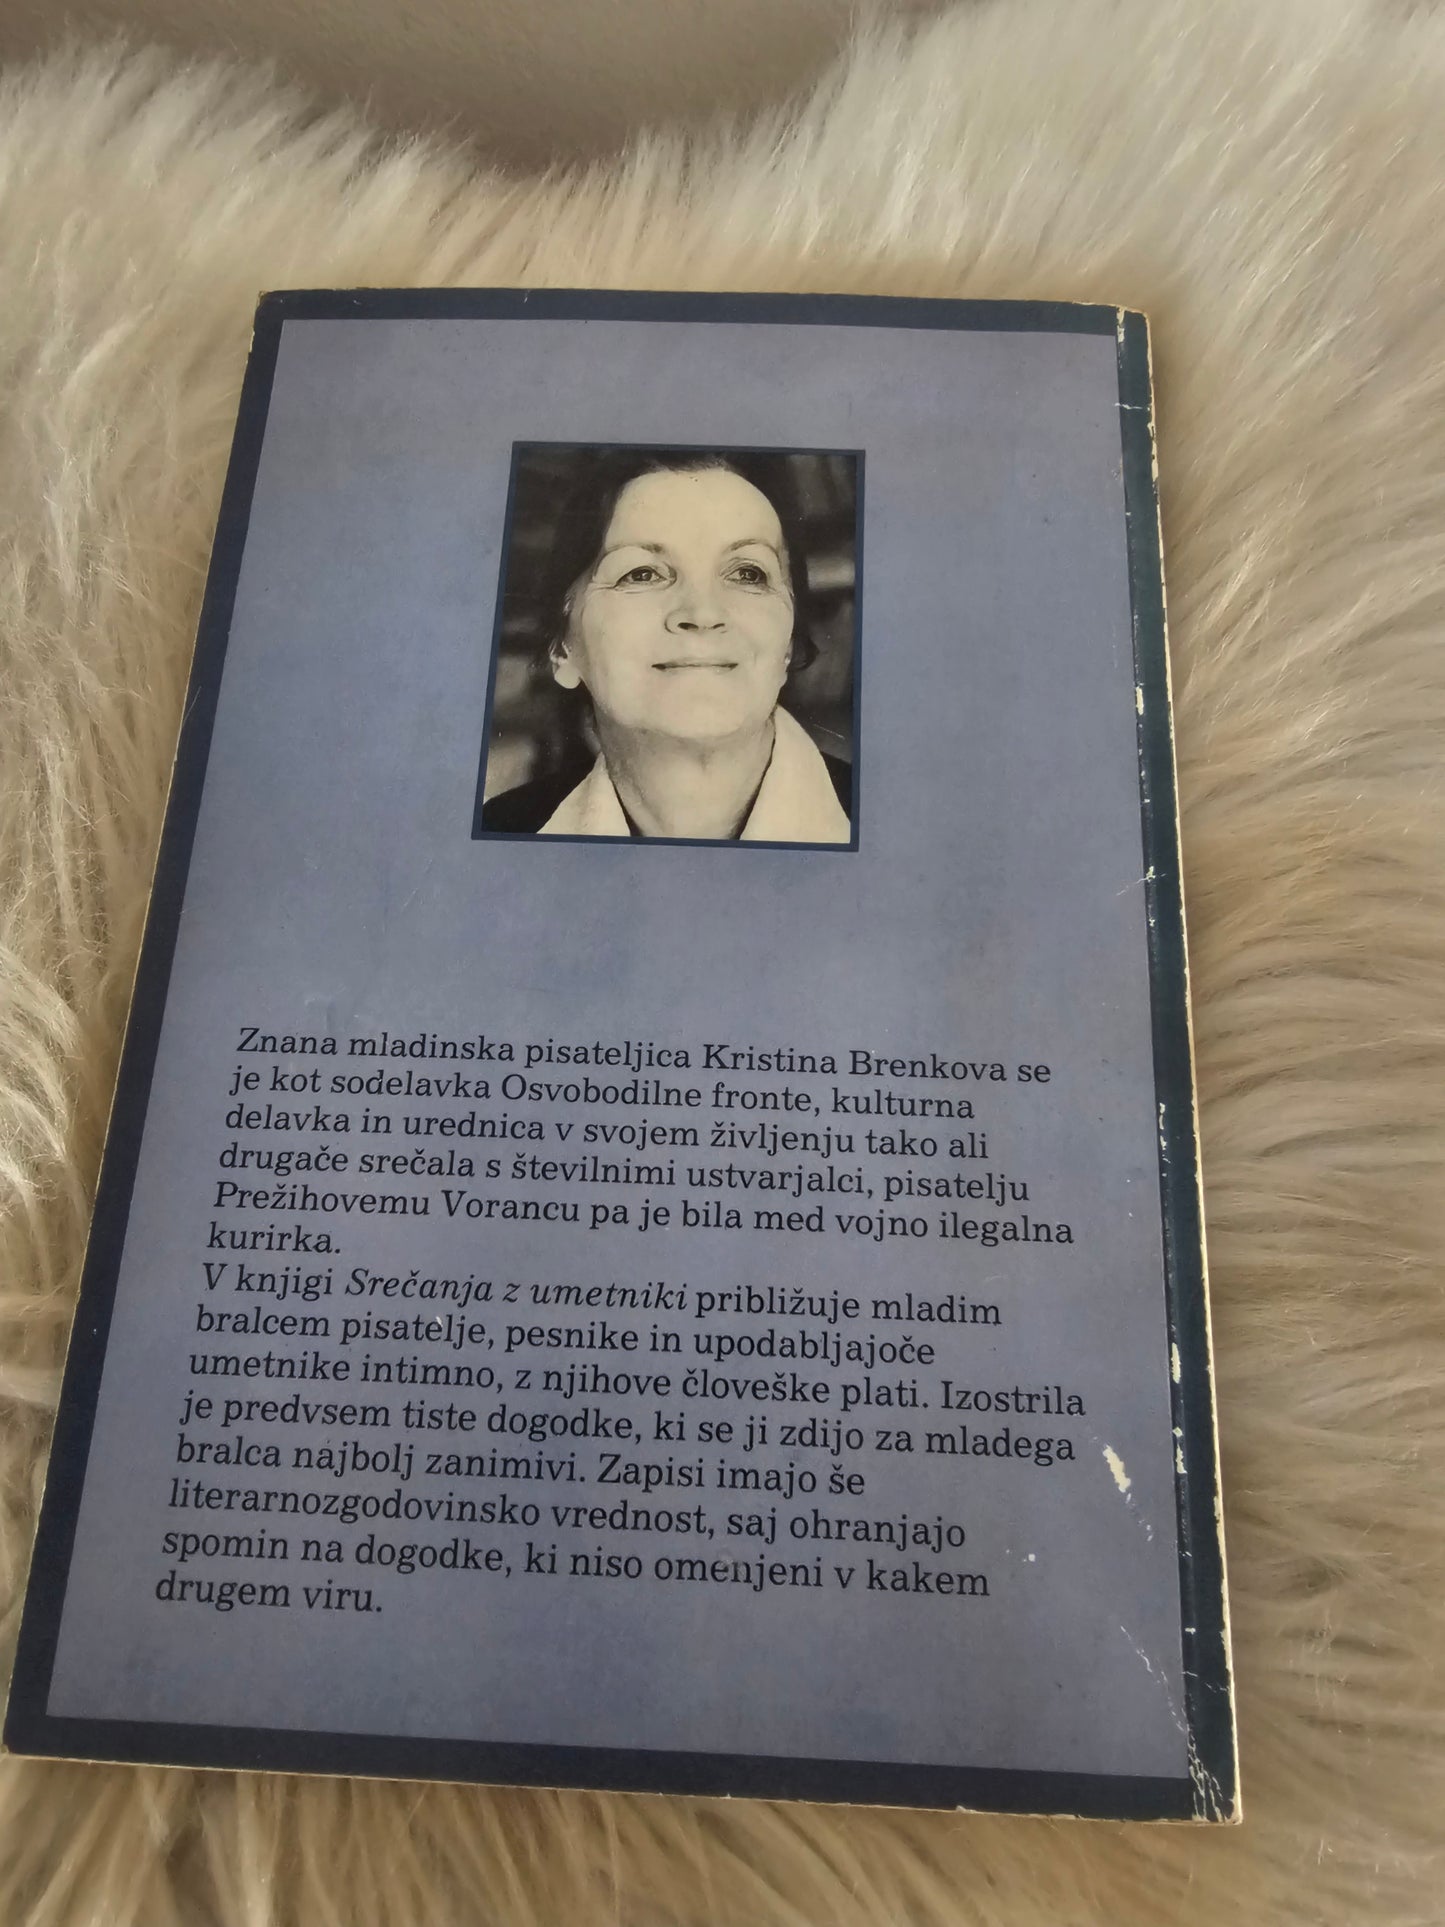 Znana mladinska pisateljica Kristina Brenkova se
je kot sodelavka Osvobodilne fronte, kulturna
delavka in urednica v svojem življenju tako ali
drugače srečala s številnimi ustvarjalci, pisatelju
Prežihovemu Vorancu pa je bila med vojno ilegalna
kurirka.
V knjigi Srečanja z umetniki približuje mladim
bralcem pisatelje, pesnike in upodabljajoče
umetnike intimno, z njihove človeške plati. Izostrila
je predvsem tiste dogodke, ki se ji zdijo za mladega
bralca najbolj zanimivi. Zapisi imajo še
literarnozgodovinsko vrednost, saj ohranjajo
spomin na dogodke, ki niso omenjeni v kakem
drugem viru.